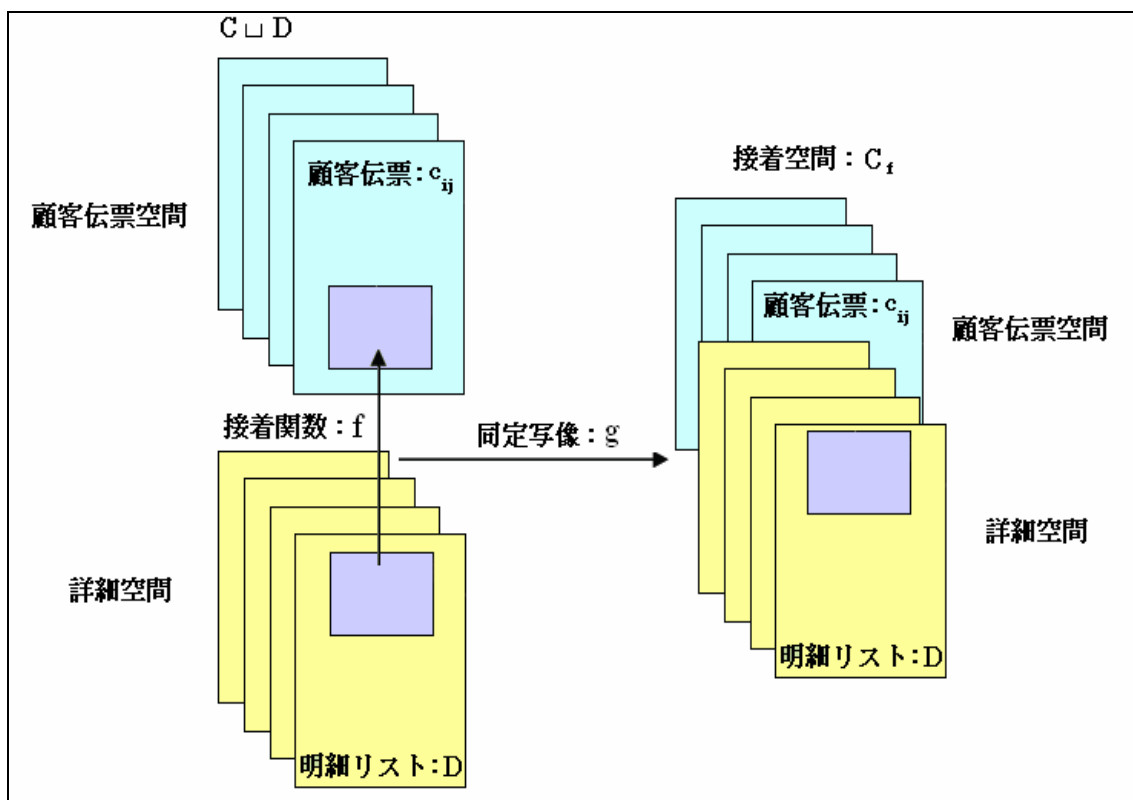 C ⊔ D
顧客伝票:c_ij
顧客伝票空間
接着関数:f
詳細空間
明細リスト:D
同定写像:g
接着空間:C_f
顧客伝票:c_ij
顧客伝票空間
詳細空間
明細リスト:D